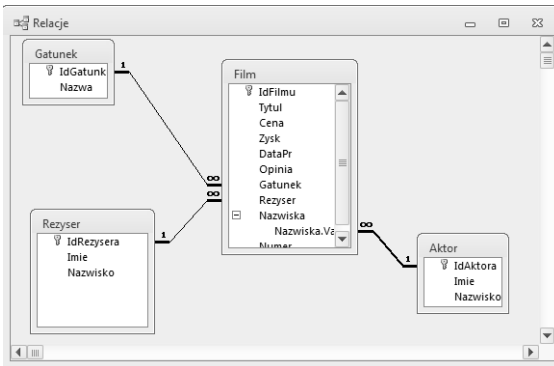 Relacje
Gatunek
IdGatunk
Nazwa
1
∞
Film
IdFilmu
Tytul
Cena
Zysk
DataPr
Opinia
Gatunek
Rezyser
Nazwiska
Nazwiska.Va
Numer
∞
Rezyser
IdRezysera
Imie
Nazwisko
1
∞
1
Aktor
IdAktora
Imie
Nazwisko